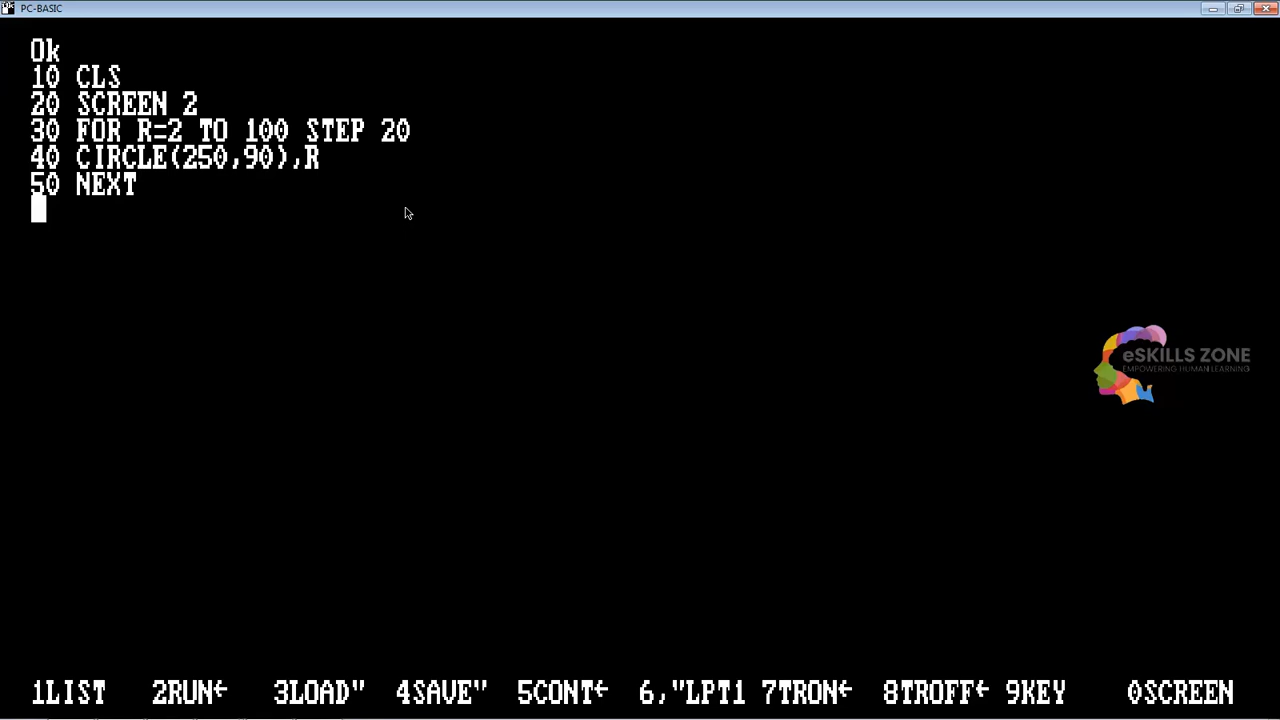 PC-BASIC
Ok
10 CLS
20 SCREEN 2
30 FOR R=2 TO 100 STEP 20
40 CIRCLE(250,90),R
50 NEXT
eSKILLS ZONE
EMPOWERING HUMAN LEARNING
1LIST 2RUN← 3LOAD" 4SAVE" 5CONT← 6,"LPT1 7TRON← 8TROFF← 9KEY 0SCREEN